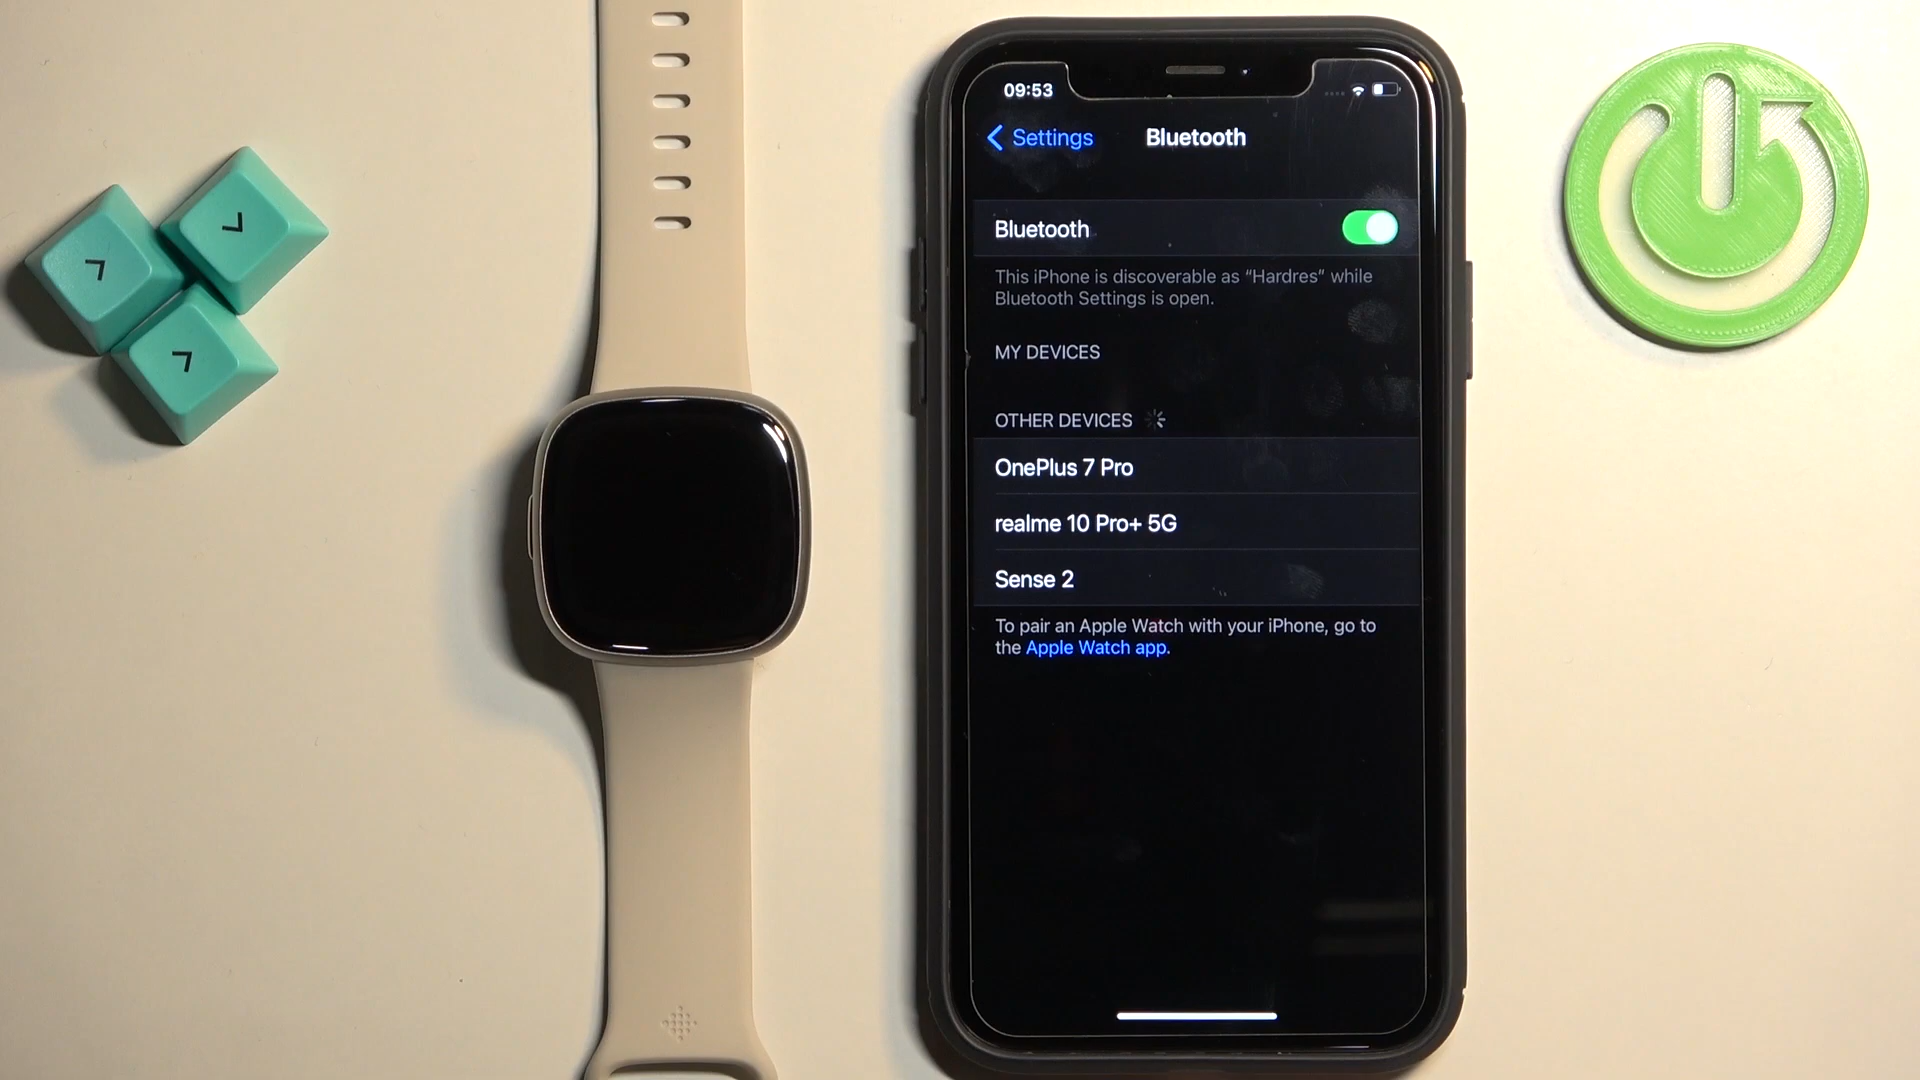 09:53
Settings
Bluetooth
Bluetooth
This iPhone is discoverable as “Hardres” while
Bluetooth Settings is open.
MY DEVICES
OTHER DEVICES
OnePlus 7 Pro
realme 10 Pro+ 5G
Sense 2
To pair an Apple Watch with your iPhone, go to
the Apple Watch app.